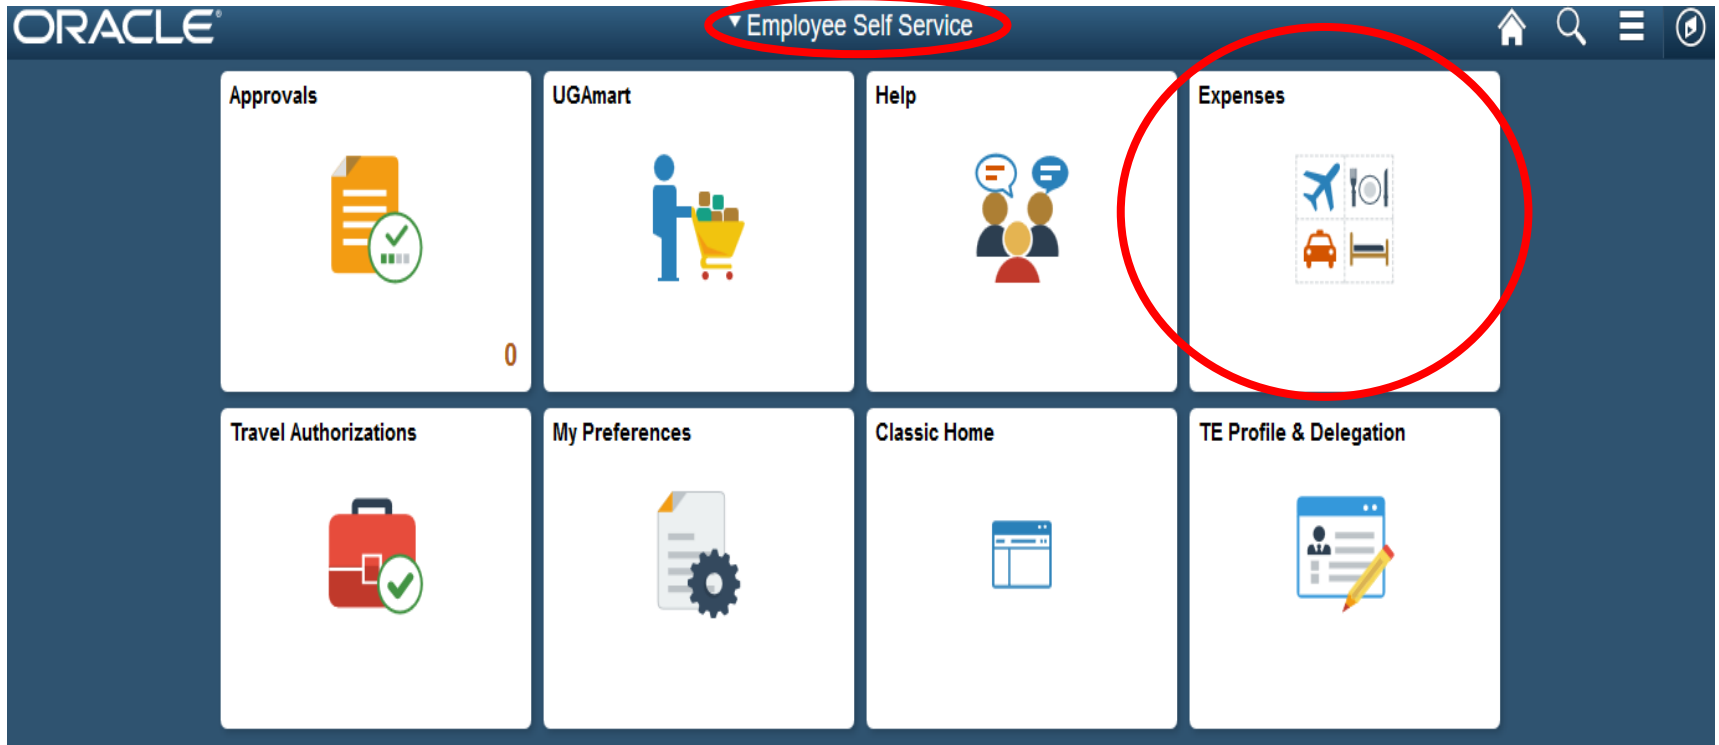 ORACLE®
Employee Self Service
Approvals
UGAmart
Help
Expenses
0
Travel Authorizations
My Preferences
Classic Home
TE Profile & Delegation